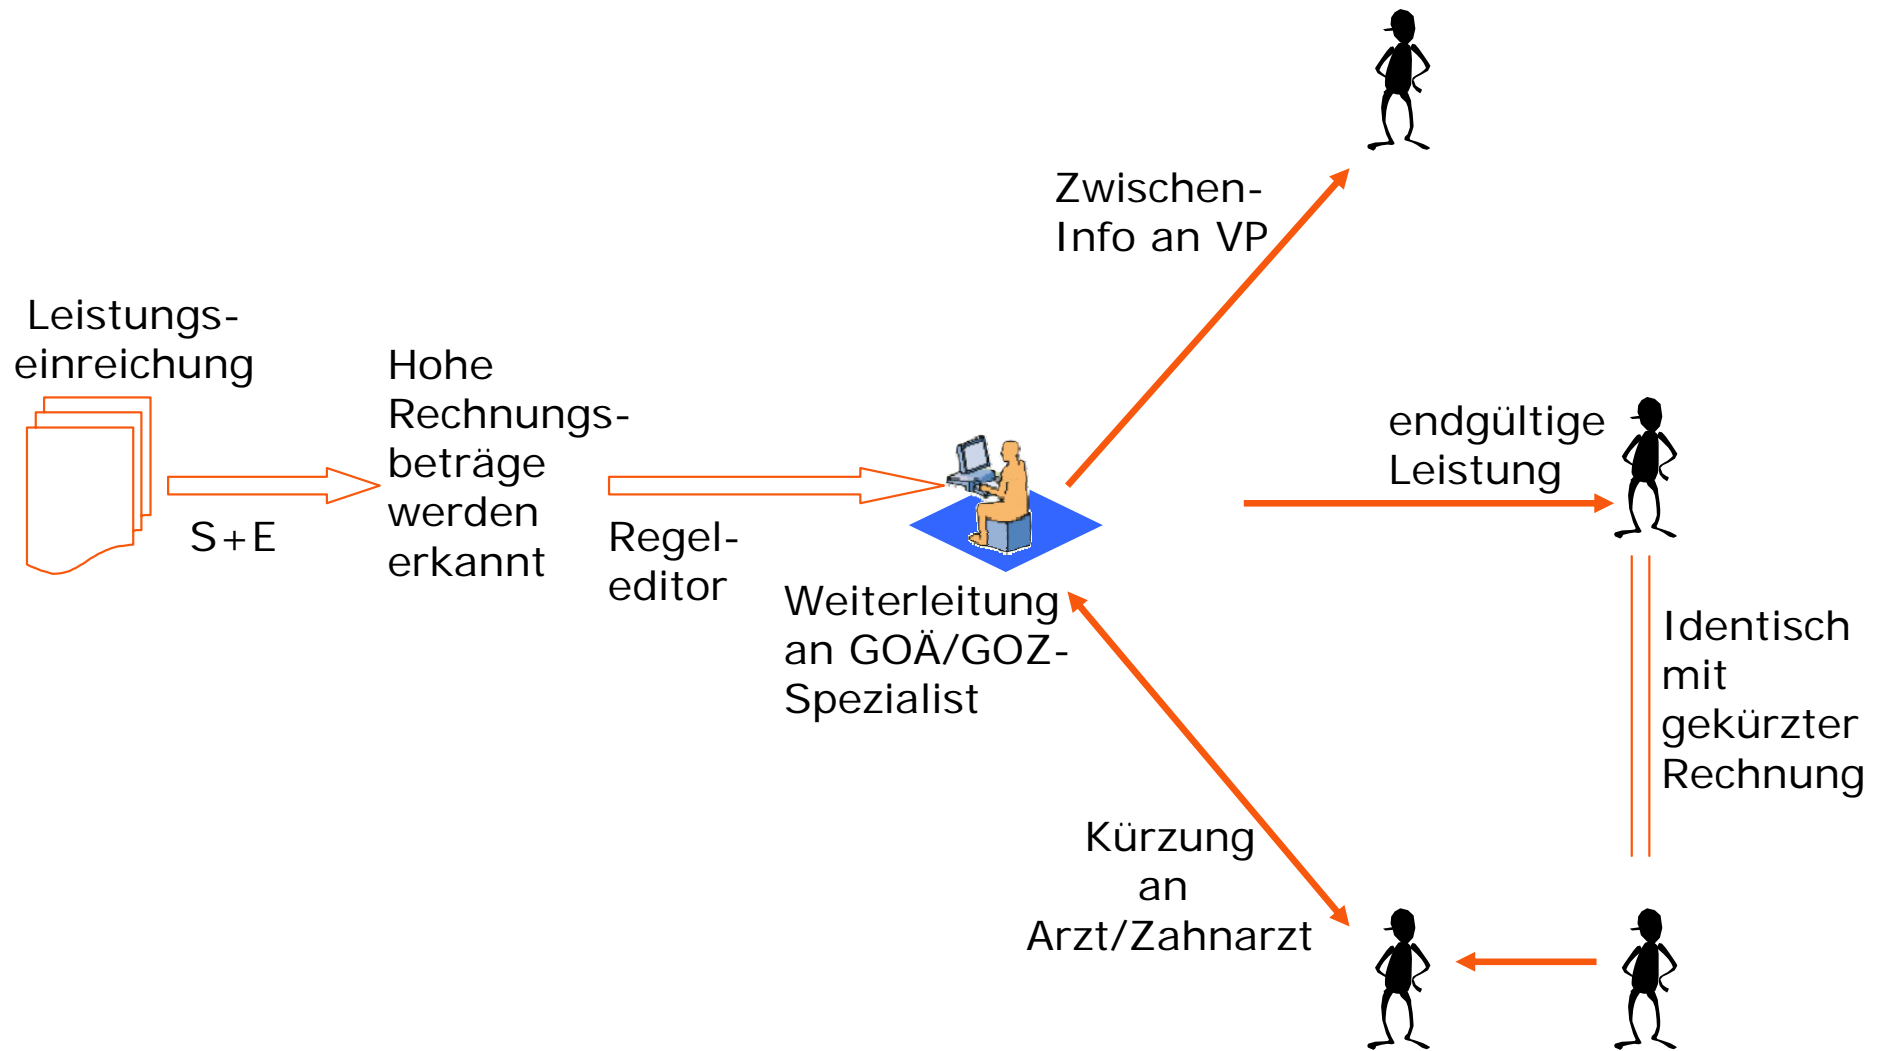 Leistungs-
einreichung
S+E
Hohe
Rechnungs-
beträge
werden
erkannt
Regel-
editor
Weiterleitung
an GOÄ/GOZ-
Spezialist
Zwischen-
Info an VP
endgültige
Leistung
Identisch
mit
gekürzter
Rechnung
Kürzung
an
Arzt/Zahnarzt